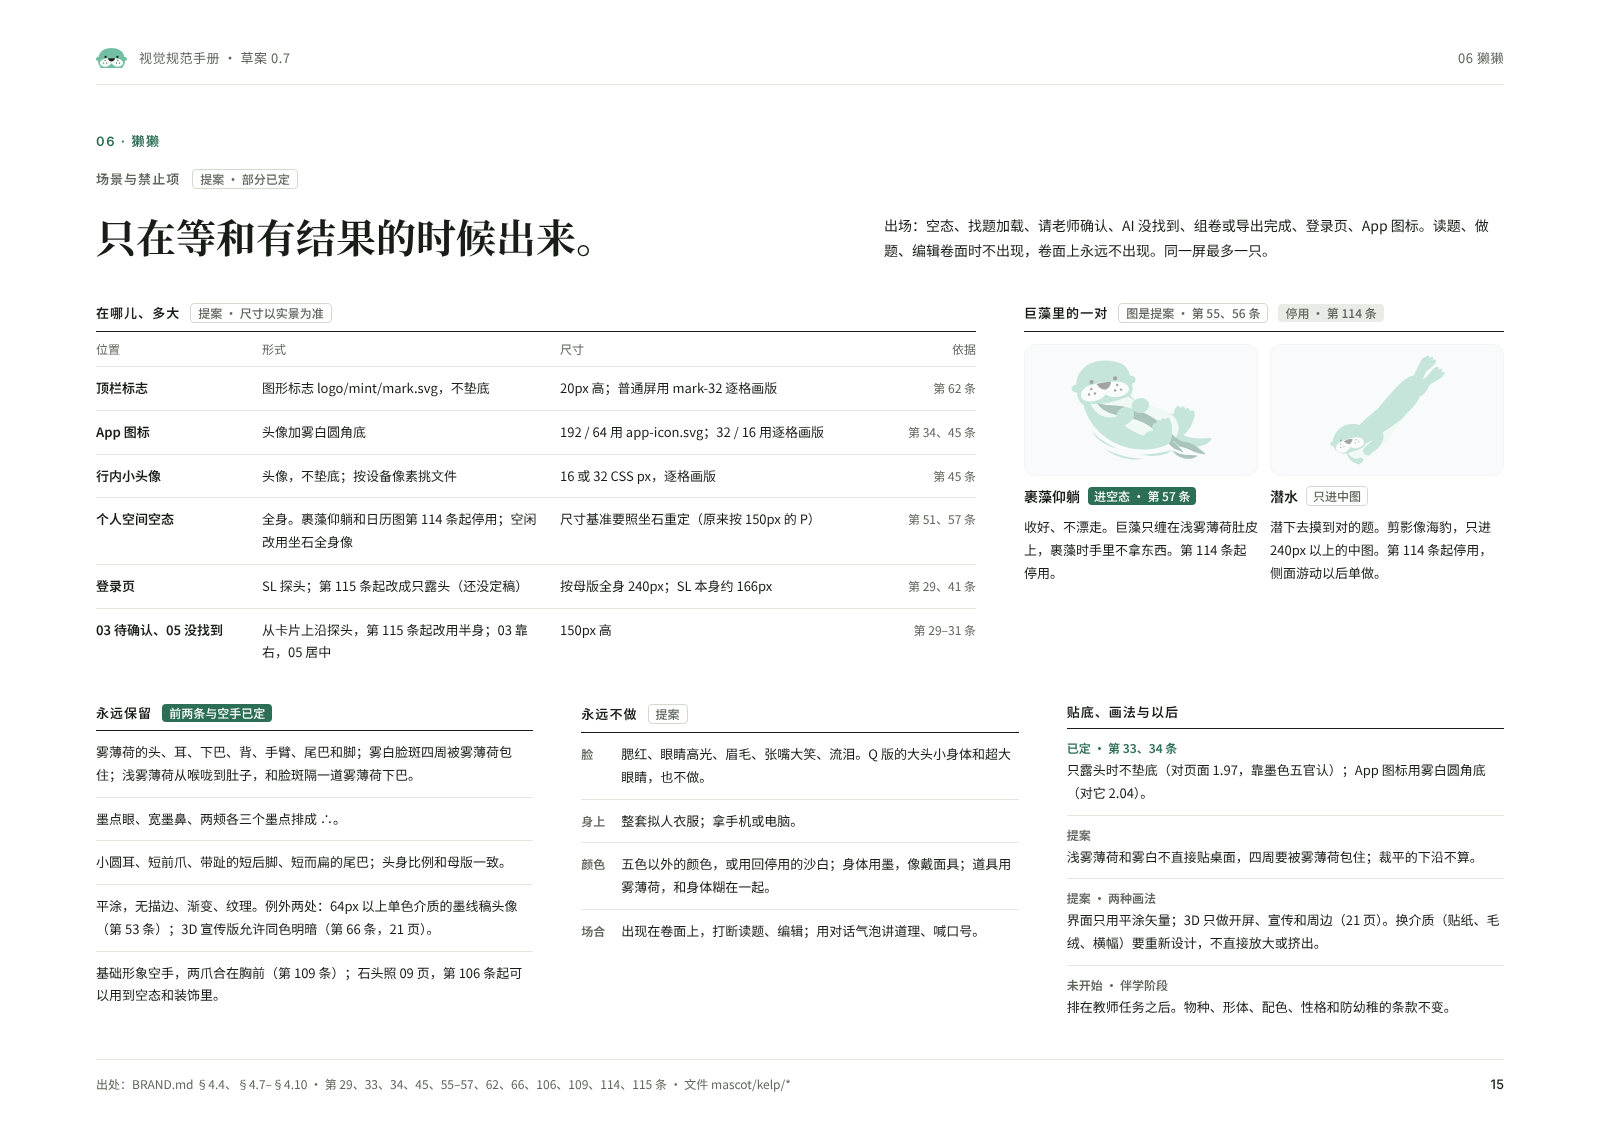 视觉规范手册 · 草案 0.7
06 獭獭
06 · 獭獭
场景与禁止项 提案 · 部分已定
只在等和有结果的时候出来。
出场：空态、找题加载、请老师确认、AI 没找到、组卷或导出完成、登录页、App 图标。读题、做
题、编辑卷面时不出现，卷面上永远不出现。同一屏最多一只。
在哪儿、多大 提案 · 尺寸以实景为准
位置 形式 尺寸 依据
顶栏标志 图形标志 logo/mint/mark.svg，不垫底 20px 高；普通屏用 mark-32 逐格画版 第 62 条
App 图标 头像加雾白圆角底 192 / 64 用 app-icon.svg；32 / 16 用逐格画版 第 34、45 条
行内小头像 头像，不垫底；按设备像素挑文件 16 或 32 CSS px，逐格画版 第 45 条
个人空间空态 全身。裹藻仰躺和日历图第 114 条起停用；空闲 尺寸基准要照坐石重定（原来按 150px 的 P） 第 51、57 条
改用坐石全身像
登录页 SL 探头；第 115 条起改成只露头（还没定稿） 按母版全身 240px；SL 本身约 166px 第 29、41 条
03 待确认、05 没找到 从卡片上沿探头，第 115 条起改用半身；03 靠 150px 高 第 29–31 条
右，05 居中
巨藻里的一对 图是提案 · 第 55、56 条 停用 · 第 114 条
裹藻仰躺 进空态 · 第 57 条
收好、不漂走。巨藻只缠在浅雾薄荷肚皮
上，裹藻时手里不拿东西。第 114 条起
停用。
潜水 只进中图
潜下去摸到对的题。剪影像海豹，只进
240px 以上的中图。第 114 条起停用，
侧面游动以后单做。
永远保留 前两条与空手已定
雾薄荷的头、耳、下巴、背、手臂、尾巴和脚；雾白脸斑四周被雾薄荷包
住；浅雾薄荷从喉咙到肚子，和脸斑隔一道雾薄荷下巴。
墨点眼、宽墨鼻、两颊各三个墨点排成 ∴。
小圆耳、短前爪、带趾的短后脚、短而扁的尾巴；头身比例和母版一致。
平涂，无描边、渐变、纹理。例外两处：64px 以上单色介质的墨线稿头像
（第 53 条）；3D 宣传版允许同色明暗（第 66 条，21 页）。
基础形象空手，两爪合在胸前（第 109 条）；石头照 09 页，第 106 条起可
以用到空态和装饰里。
永远不做 提案
脸 腮红、眼睛高光、眉毛、张嘴大笑、流泪。Q 版的大头小身体和超大
眼睛，也不做。
身上 整套拟人衣服；拿手机或电脑。
颜色 五色以外的颜色，或用回停用的沙白；身体用墨，像戴面具；道具用
雾薄荷，和身体糊在一起。
场合 出现在卷面上，打断读题、编辑；用对话气泡讲道理、喊口号。
贴底、画法与以后
已定 · 第 33、34 条
只露头时不垫底（对页面 1.97，靠墨色五官认）；App 图标用雾白圆角底
（对它 2.04）。
提案
浅雾薄荷和雾白不直接贴桌面，四周要被雾薄荷包住；裁平的下沿不算。
提案 · 两种画法
界面只用平涂矢量；3D 只做开屏、宣传和周边（21 页）。换介质（贴纸、毛
绒、横幅）要重新设计，不直接放大或挤出。
未开始 · 伴学阶段
排在教师任务之后。物种、形体、配色、性格和防幼稚的条款不变。
出处：BRAND.md §4.4、§4.7–§4.10 · 第 29、33、34、45、55–57、62、66、106、109、114、115 条 · 文件 mascot/kelp/*
15